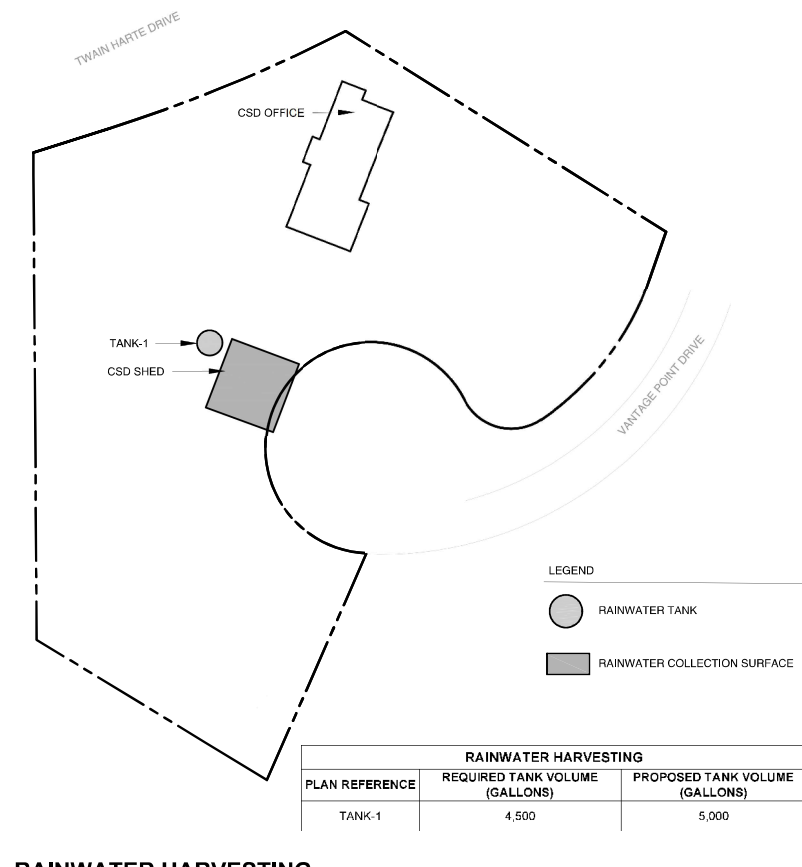 TWAIN HARTE DRIVE
CSD OFFICE
TANK-1
CSD SHED
VANTAGE POINT DRIVE
LEGEND
RAINWATER TANK
RAINWATER COLLECTION SURFACE
RAINWATER HARVESTING
PLAN REFERENCE
REQUIRED TANK VOLUME
(GALLONS)
PROPOSED TANK VOLUME
(GALLONS)
TANK-1 4,500 5,000
RAINWATER HARVESTING